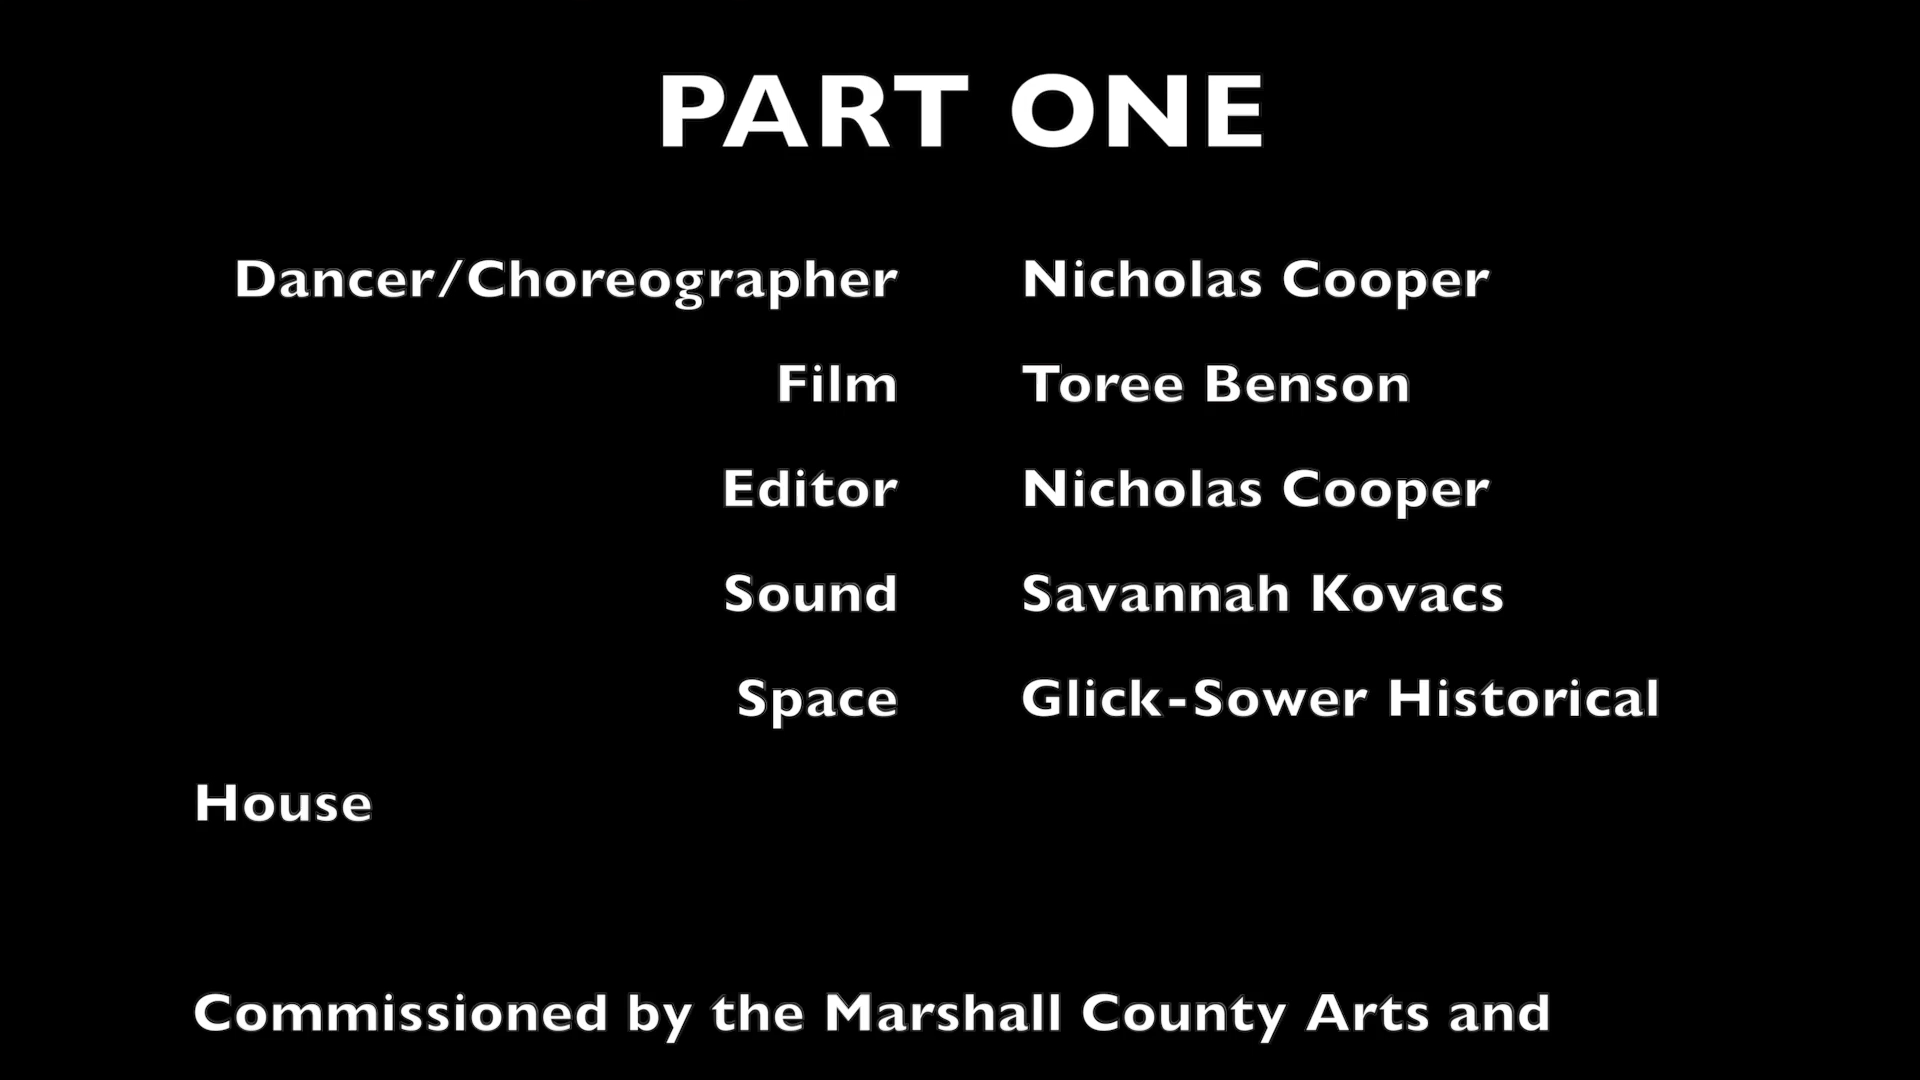 PART ONE
Dancer/Choreographer Nicholas Cooper
Film Toree Benson
Editor Nicholas Cooper
Sound Savannah Kovacs
Space Glick-Sower Historical
House
Commissioned by the Marshall County Arts and